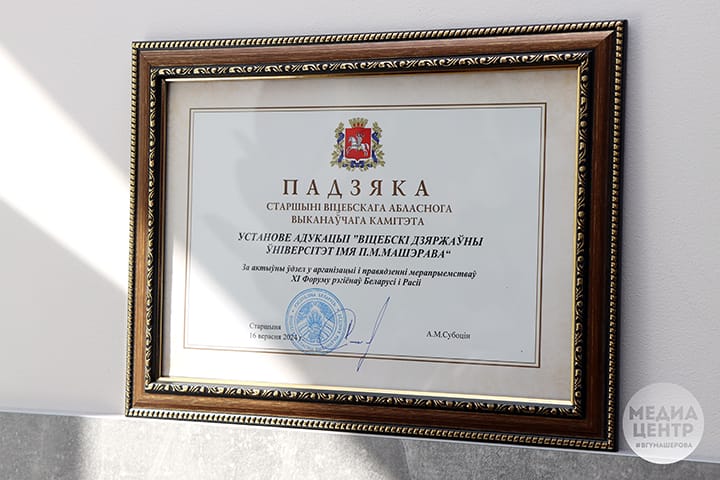 ПАДЗЯКА
СТАРШЫНІ ВІЦЕБСКАГА АБЛАСНОГА
ВЫКАНАЎЧАГА КАМІТЭТА
УСТАНОВЕ АДУКАЦЫІ "ВІЦЕБСКІ ДЗЯРЖАЎНЫ
ЎНІВЕРСІТЭТ ІМЯ П.М.МАШЭРАВА“
За актыўны ўдзел у арганізацыі і правядзенні мерапрыемстваў
XI Форуму рэгіёнаў Беларусі і Расіі
Старшыня
16 верасня 2024 г.
А.М.Субоцін
МЕДИА
ЦЕНТР
#ВГУМАШЕРОВА